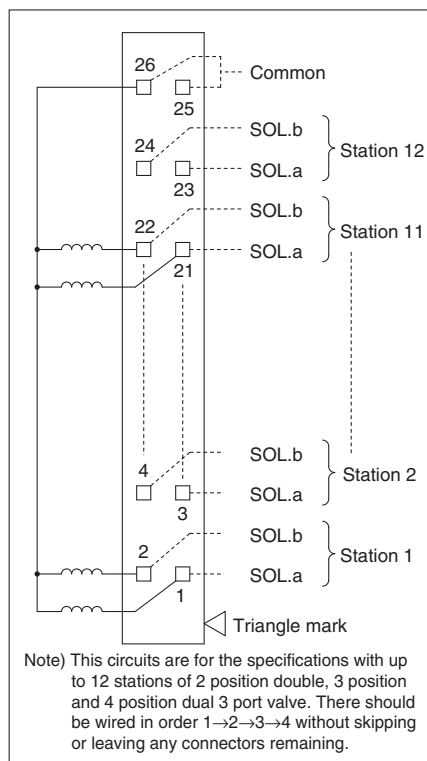 26
Common
25
SOL.b
24
Station 12
SOL.a
23
SOL.b
22
Station 11
SOL.a
21
SOL.b
4
Station 2
SOL.a
3
SOL.b
2
Station 1
SOL.a
1
Triangle mark
Note) This circuits are for the specifications with up
to 12 stations of 2 position double, 3 position
and 4 position dual 3 port valve. There should
be wired in order 1→2→3→4 without skipping
or leaving any connectors remaining.